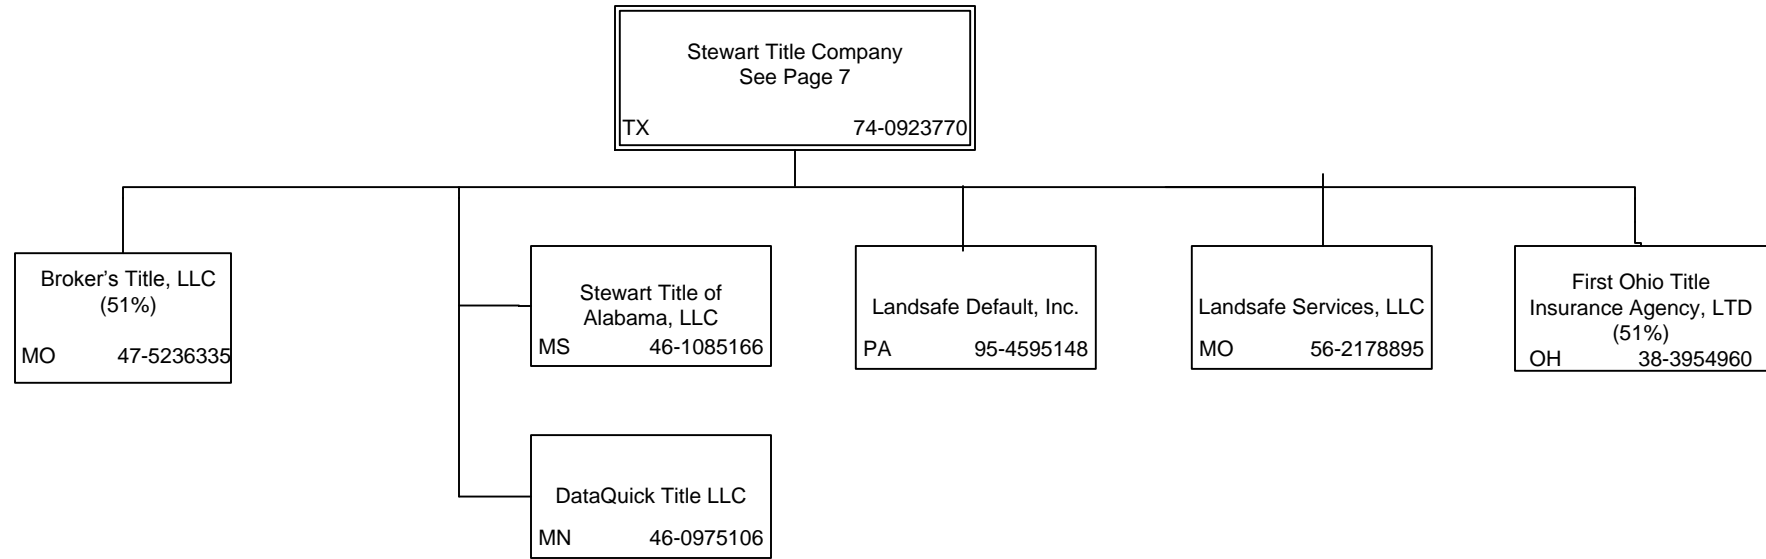 Stewart Title Company
See Page 7
TX 74-0923770
Broker’s Title, LLC
(51%)
MO 47-5236335
Stewart Title of
Alabama, LLC
MS 46-1085166
Landsafe Default, Inc.
PA 95-4595148
Landsafe Services, LLC
MO 56-2178895
First Ohio Title
Insurance Agency, LTD
(51%)
OH 38-3954960
DataQuick Title LLC
MN 46-0975106